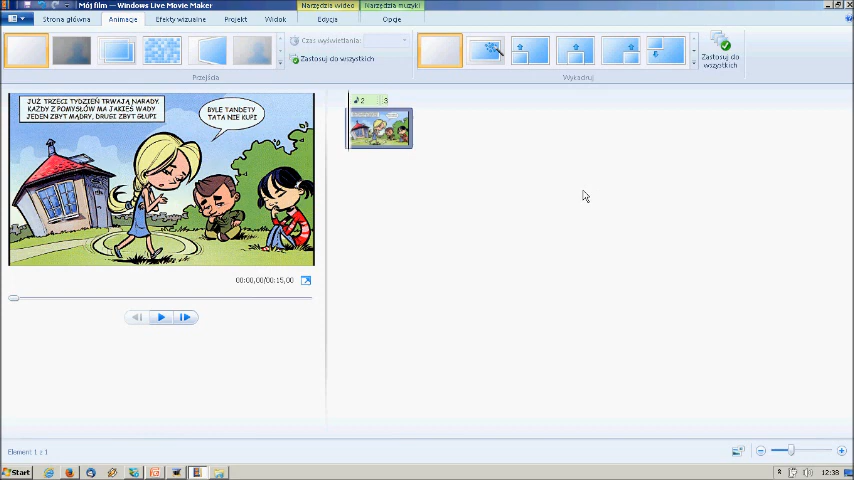 Mój film — Windows Live Movie Maker
Narzędzia wideo
Narzędzia muzyki
Strona główna
Animacje
Efekty wizualne
Projekt
Widok
Edycja
Opcje
Czas wyświetlania:
Zastosuj do wszystkich
Przejścia
Zastosuj do
wszystkich
Wykadruj
JUŻ TRZECI TYDZIEŃ TRWAJĄ NARADY.
KAŻDY Z POMYSŁÓW MA JAKIEŚ WADY
JEDEN ZBYT MĄDRY, DRUGI ZBYT GŁUPI
BYLE TANDETY
TATA NIE KUPI
2
3
00:00,00/00:15,00
Element 1 z 1
Start
12:38